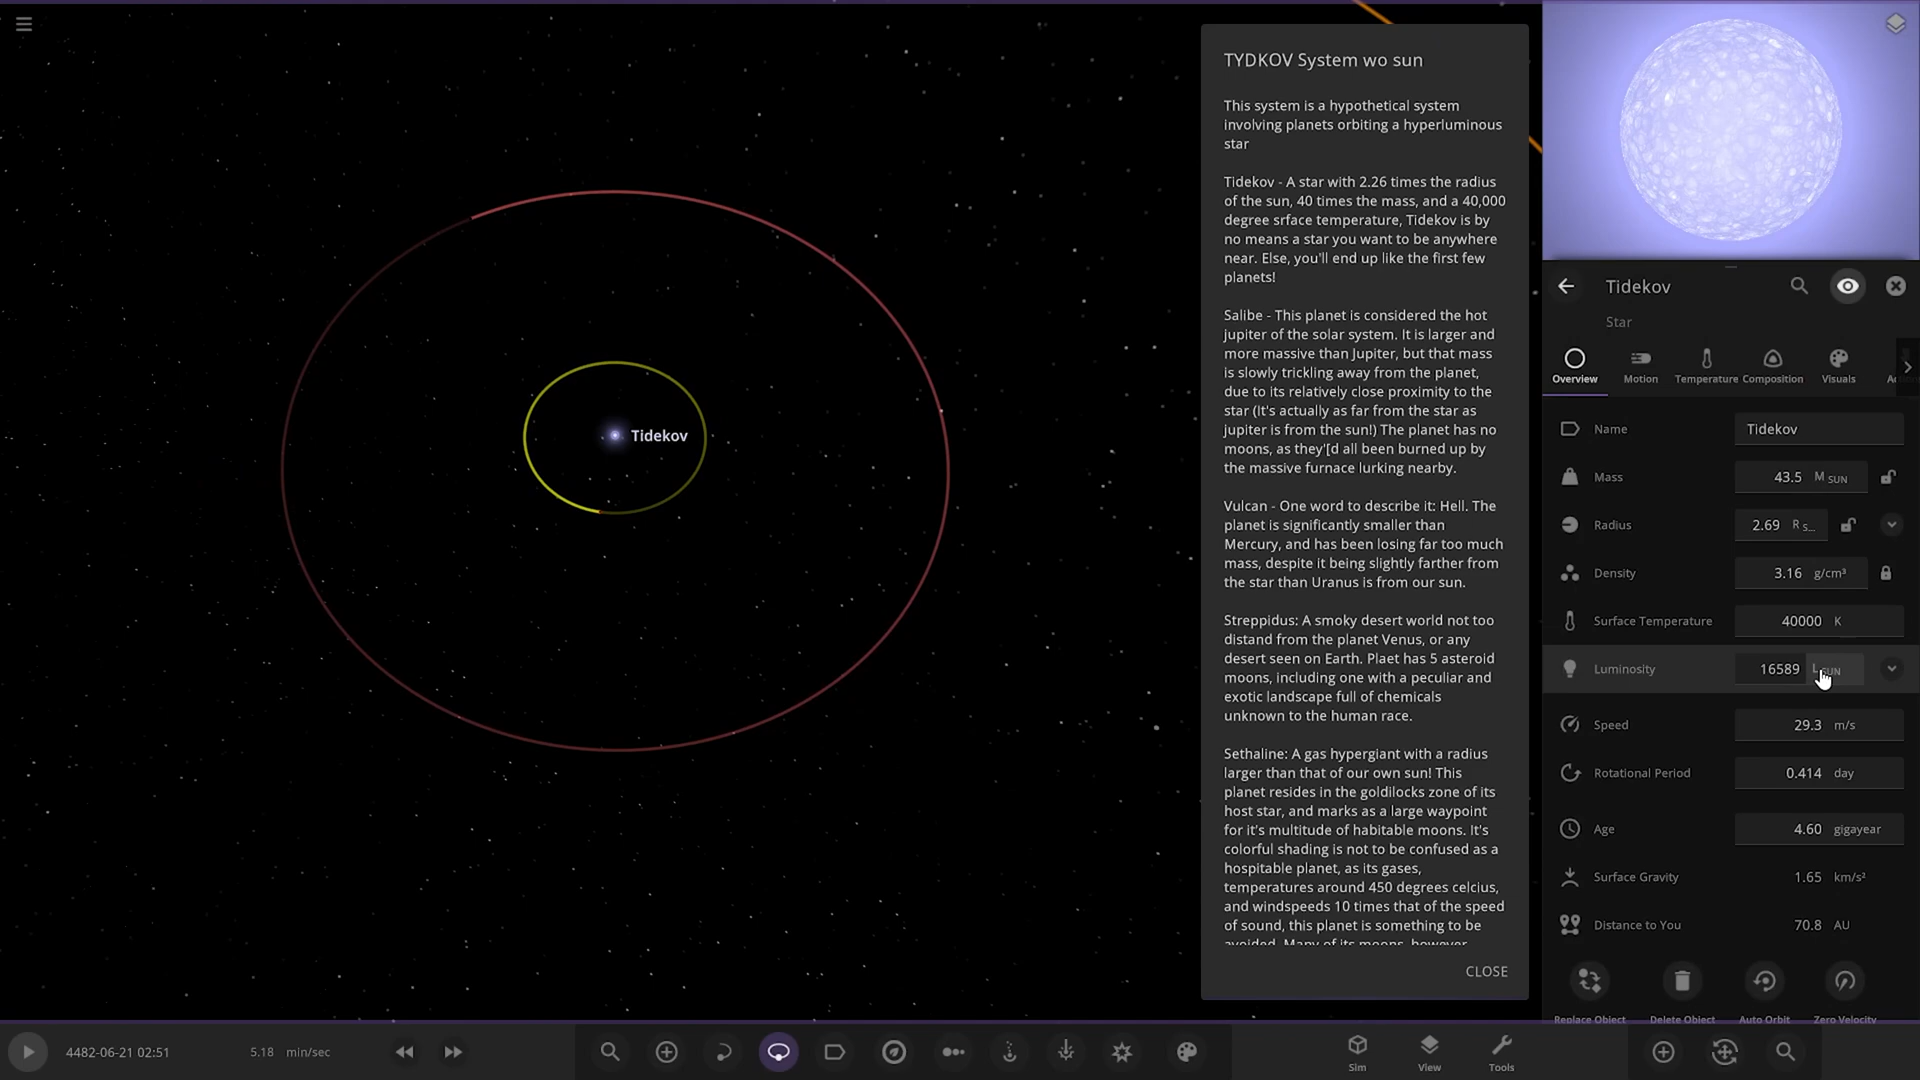 TYDKOV System wo sun
This system is a hypothetical system
involving planets orbiting a hyperluminous
star
Tidekov - A star with 2.26 times the radius
of the sun, 40 times the mass, and a 40,000
degree srface temperature, Tidekov is by
no means a star you want to be anywhere
near. Else, you'll end up like the first few
planets!
Salibe - This planet is considered the hot
jupiter of the solar system. It is larger and
more massive than Jupiter, but that mass
is slowly trickling away from the planet,
due to its relatively close proximity to the
star (It's actually as far from the star as
jupiter is from the sun!) The planet has no
moons, as they'[d all been burned up by
the massive furnace lurking nearby.
Vulcan - One word to describe it: Hell. The
planet is significantly smaller than
Mercury, and has been losing far too much
mass, despite it being slightly farther from
the star than Uranus is from our sun.
Streppidus: A smoky desert world not too
distand from the planet Venus, or any
desert seen on Earth. Plaet has 5 asteroid
moons, including one with a peculiar and
exotic landscape full of chemicals
unknown to the human race.
Sethaline: A gas hypergiant with a radius
larger than that of our own sun! This
planet resides in the goldilocks zone of its
host star, and marks as a large waypoint
for it's multitude of habitable moons. It's
colorful shading is not to be confused as a
hospitable planet, as its gases,
temperatures around 450 degrees celcius,
and windspeeds 10 times that of the speed
of sound, this planet is something to be
avoided. Many of its moons, however
CLOSE
Tidekov
Tidekov
Star
Overview
Motion
Temperature
Composition
Visuals
Name
Tidekov
Mass
43.5 M SUN
Radius
2.69 R S...
Density
3.16 g/cm³
Surface Temperature
40000 K
Luminosity
16589 L SUN
Speed
29.3 m/s
Rotational Period
0.414 day
Age
4.60 gigayear
Surface Gravity
1.65 km/s²
Distance to You
70.8 AU
Replace Object
Delete Object
Auto Orbit
Zero Velocity
4482-06-21 02:51
5.18 min/sec
Sim
View
Tools